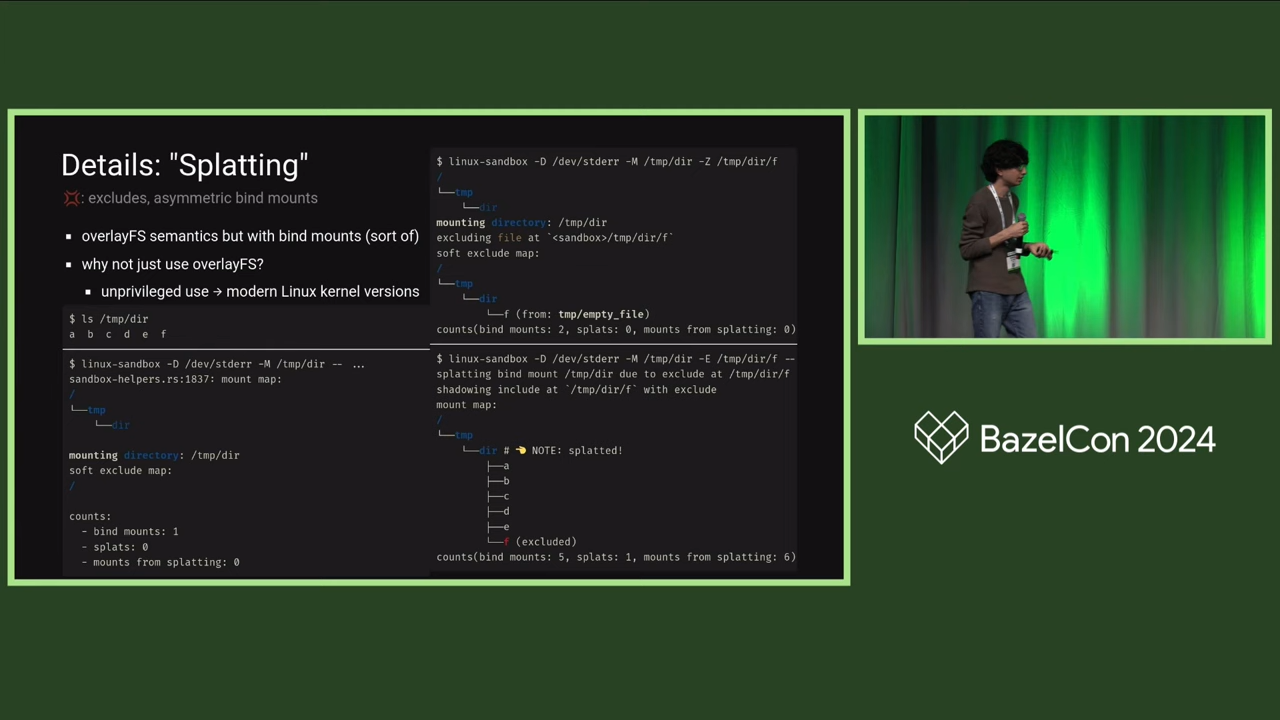 Details: "Splatting"
💢: excludes, asymmetric bind mounts
▪ overlayFS semantics but with bind mounts (sort of)
▪ why not just use overlayFS?
▪ unprivileged use → modern Linux kernel versions
$ ls /tmp/dir
a  b  c  d  e  f
$ linux-sandbox -D /dev/stderr -M /tmp/dir -- ...
sandbox-helpers.rs:1837: mount map:
/
└──tmp
    └──dir
mounting directory: /tmp/dir
soft exclude map:
/
counts:
  - bind mounts: 1
  - splats: 0
  - mounts from splatting: 0
$ linux-sandbox -D /dev/stderr -M /tmp/dir -Z /tmp/dir/f
/
└──tmp
    └──dir
mounting directory: /tmp/dir
excluding file at `<sandbox>/tmp/dir/f`
soft exclude map:
/
└──tmp
    └──dir
        └──f (from: tmp/empty_file)
counts(bind mounts: 2, splats: 0, mounts from splatting: 0)
$ linux-sandbox -D /dev/stderr -M /tmp/dir -E /tmp/dir/f --
splatting bind mount /tmp/dir due to exclude at /tmp/dir/f
shadowing include at `/tmp/dir/f` with exclude
mount map:
/
└──tmp
    └──dir # 👈 NOTE: splatted!
        ├──a
        ├──b
        ├──c
        ├──d
        ├──e
        └──f (excluded)
counts(bind mounts: 5, splats: 1, mounts from splatting: 6)
BazelCon 2024